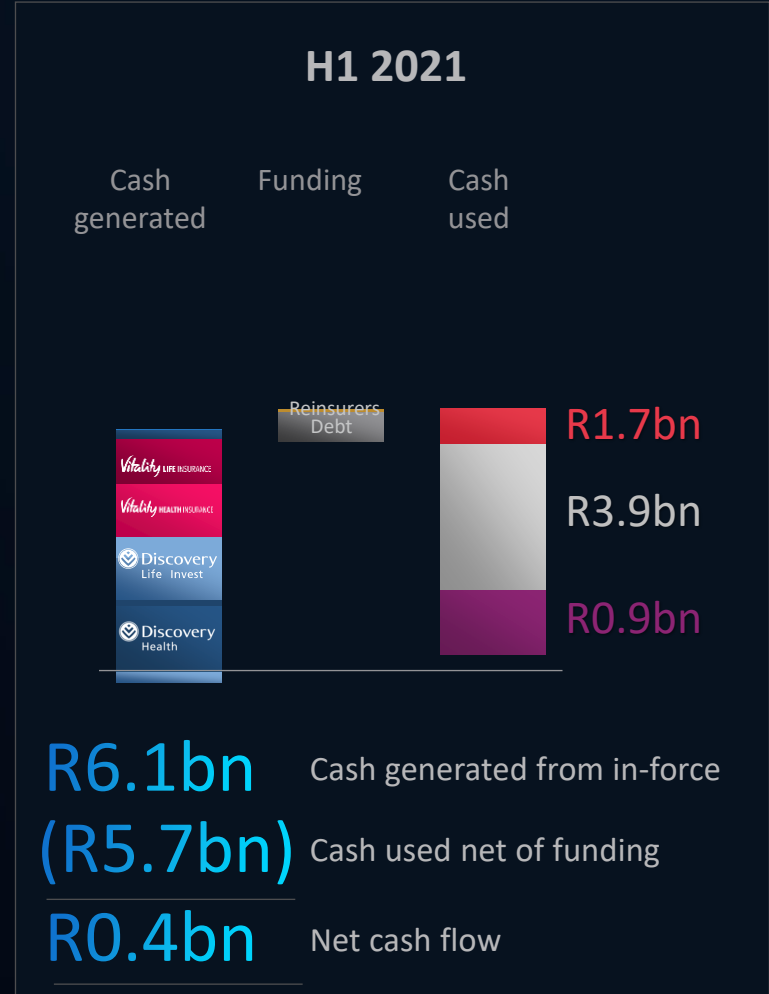 H1 2021
Cash
generated
Funding
Cash
used
Reinsurers
Debt
R1.7bn
Vitality LIFE INSURANCE
Vitality HEALTH INSURANCE
R3.9bn
Discovery
Life Invest
Discovery
Health
R0.9bn
R6.1bn Cash generated from in-force
(R5.7bn) Cash used net of funding
R0.4bn Net cash flow